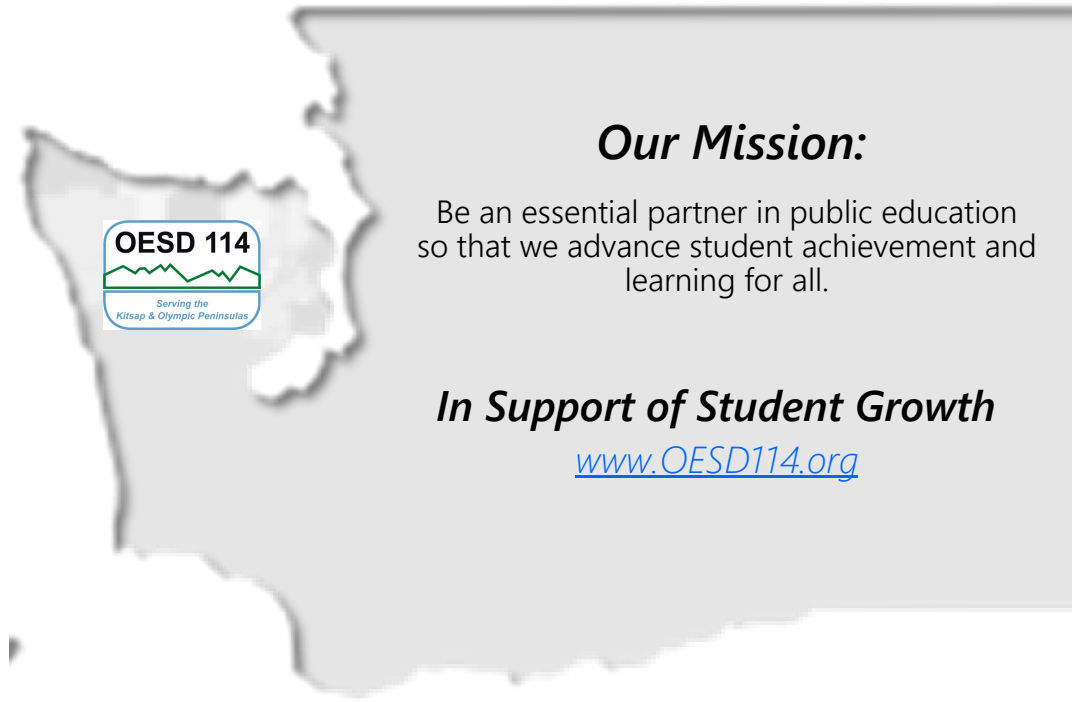 Our Mission:
Be an essential partner in public education
so that we advance student achievement and
learning for all.
OESD 114
Serving the
Kitsap & Olympic Peninsulas
In Support of Student Growth
www.OESD114.org